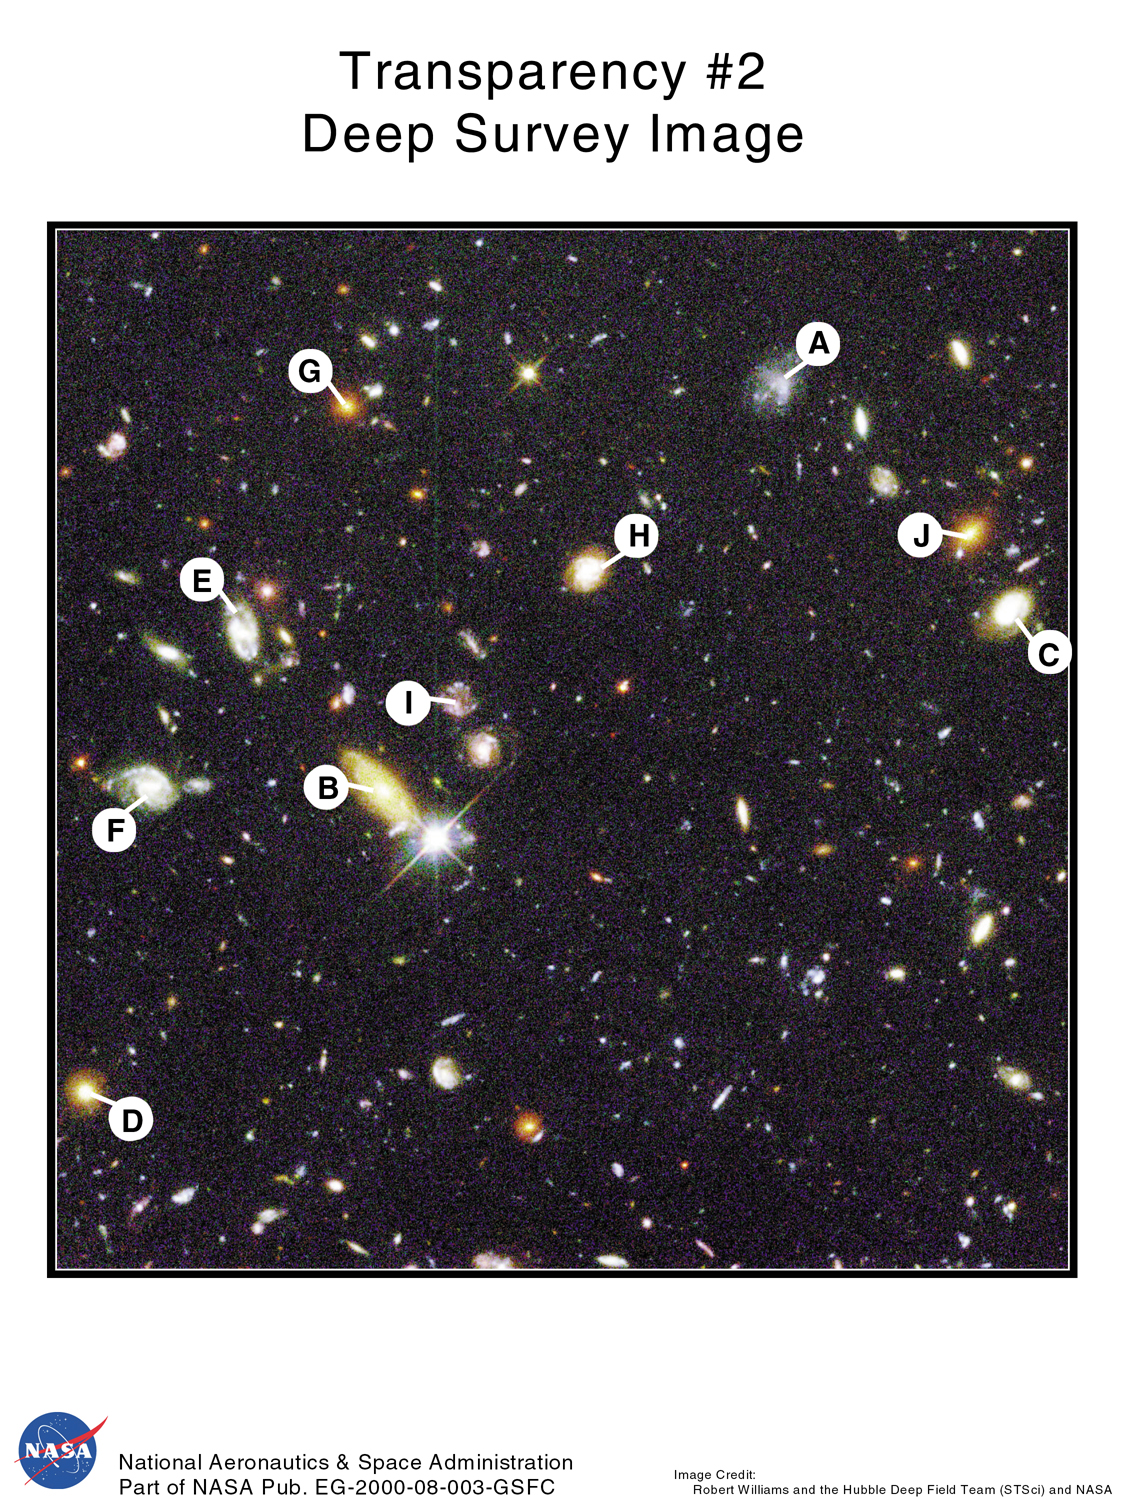 Transparency #2
Deep Survey Image
A
G
H
J
E
C
I
B
F
D
NASA
National Aeronautics & Space Administration
Part of NASA Pub. EG-2000-08-003-GSFC
Image Credit:
Robert Williams and the Hubble Deep Field Team (STSci) and NASA